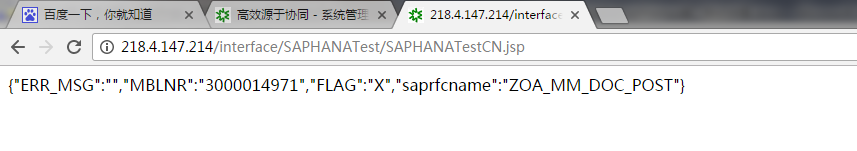 百度一下，你就知道
高效源于协同 - 系统管理
218.4.147.214/interface
218.4.147.214/interface/SAPHANATest/SAPHANATestCN.jsp
{"ERR_MSG":"","MBLNR":"3000014971","FLAG":"X","saprfcname":"ZOA_MM_DOC_POST"}